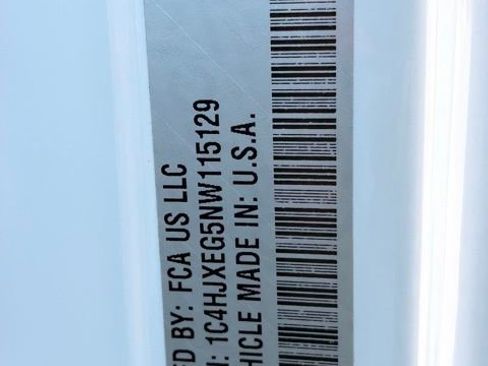 ED BY: FCA US LLC
N: 1C4HJXEG5NW115129
HICLE MADE IN: U.S.A.